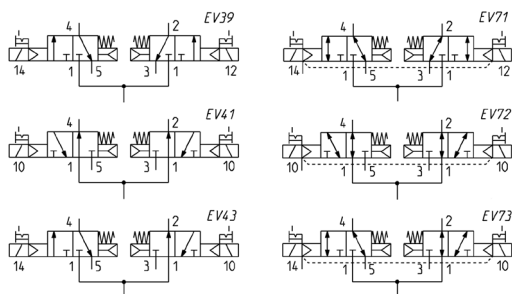 4 2 EV39
14 1 5 3 1 12
4 2 EV71
14 1 5 3 1 12
4 2 EV41
10 1 5 3 1 10
4 2 EV72
10 1 5 3 1 10
4 2 EV43
14 1 5 3 1 10
4 2 EV73
14 1 5 3 1 10